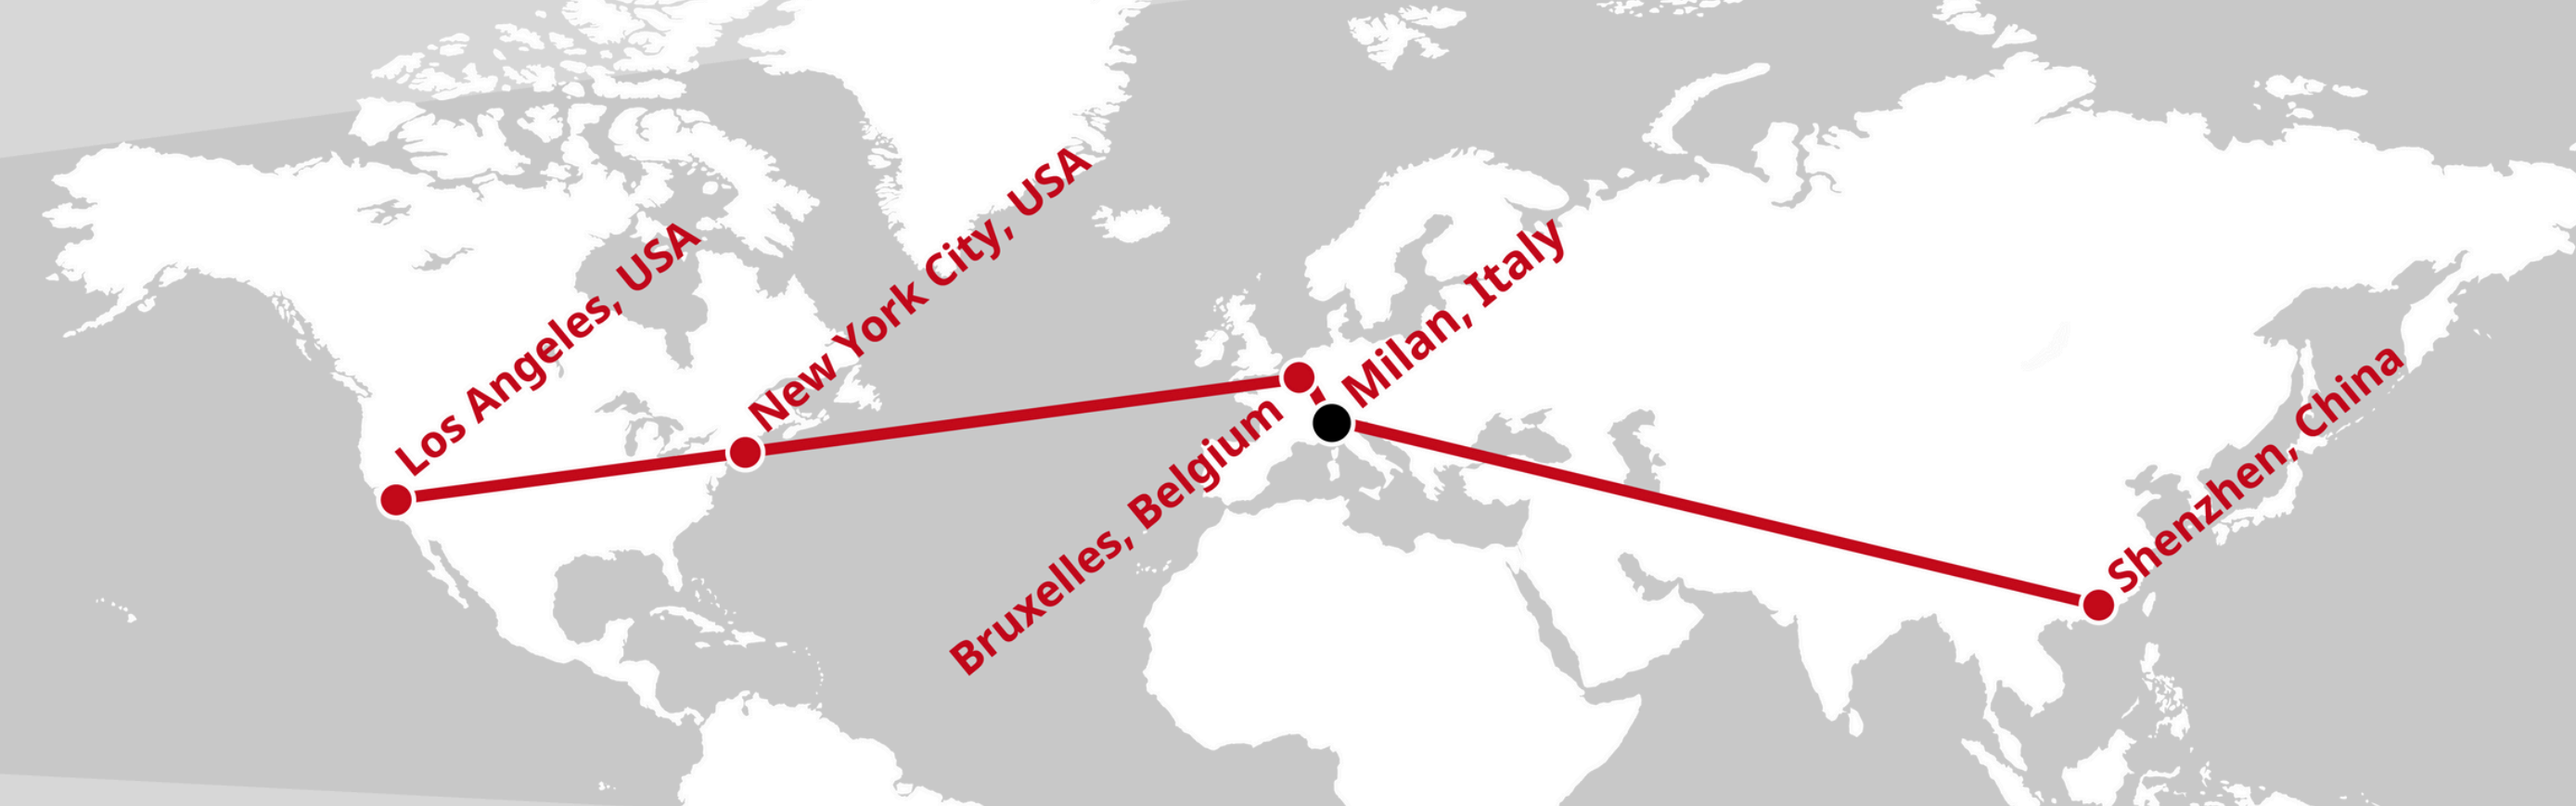 Los Angeles, USA
New York City, USA
Bruxelles, Belgium
Milan, Italy
Shenzhen, China